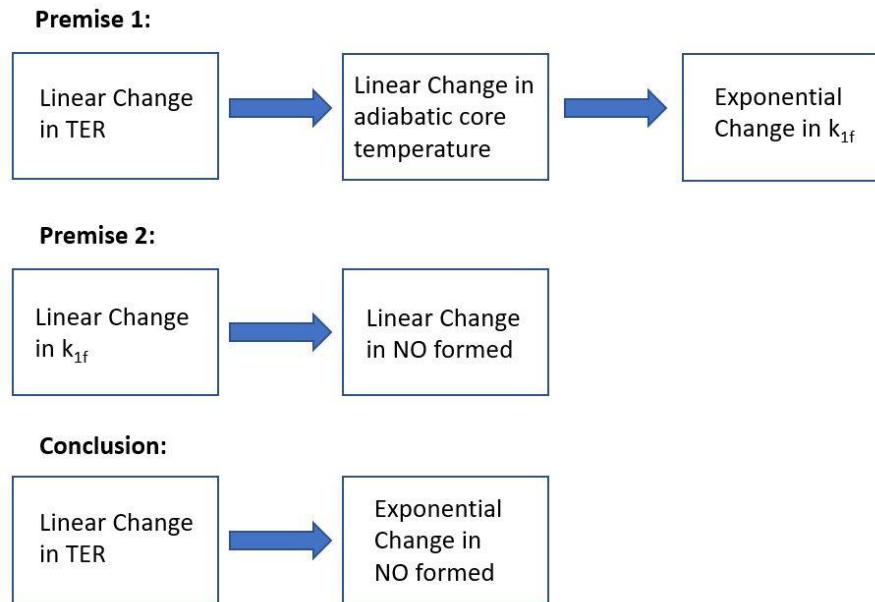 Premise 1:
Linear Change
in TER
Linear Change in
adiabatic core
temperature
Exponential
Change in k1f
Premise 2:
Linear Change
in k1f
Linear Change
in NO formed
Conclusion:
Linear Change
in TER
Exponential
Change in
NO formed